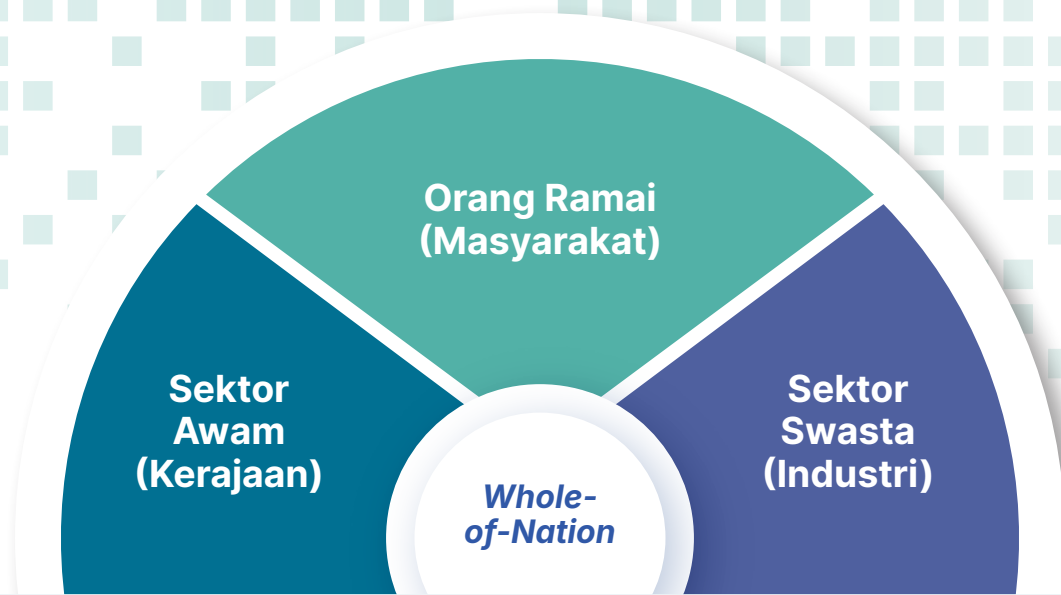 Orang Ramai
(Masyarakat)
Sektor
Awam
(Kerajaan)
Sektor
Swasta
(Industri)
Whole-
of-Nation